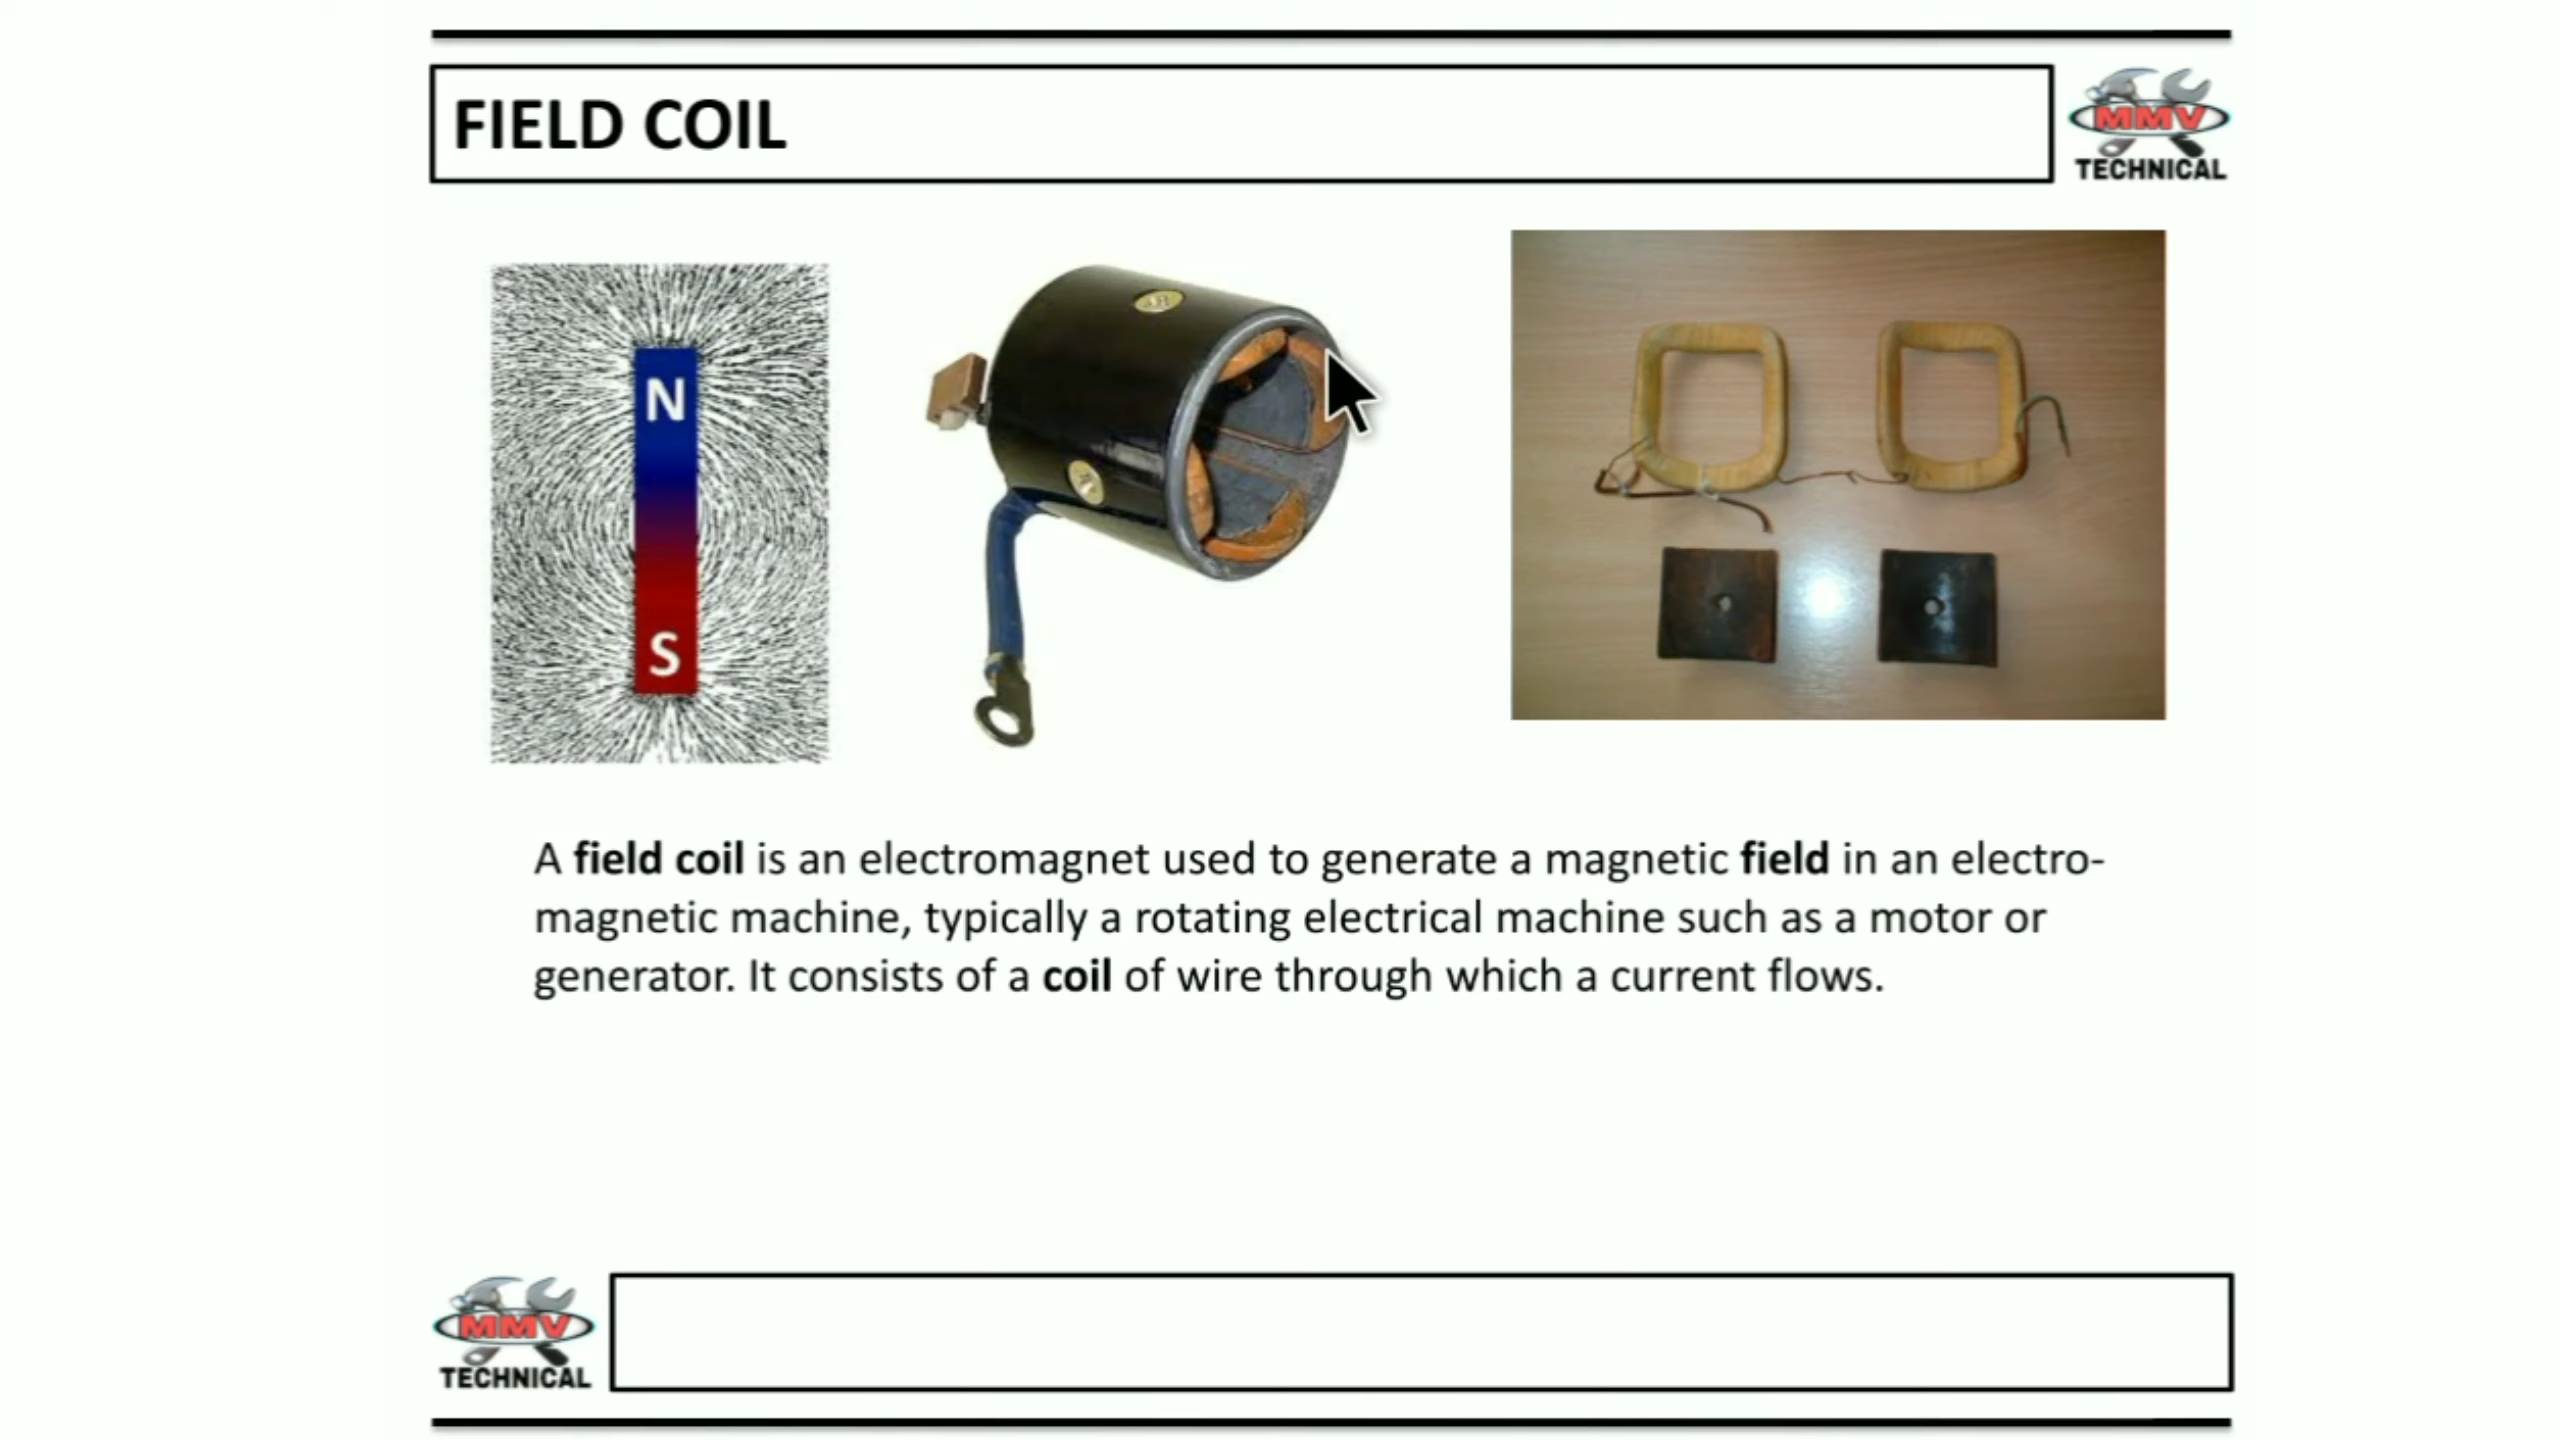 FIELD COIL
MMV
TECHNICAL
N
S
A field coil is an electromagnet used to generate a magnetic field in an electro-
magnetic machine, typically a rotating electrical machine such as a motor or
generator. It consists of a coil of wire through which a current flows.
MMV
TECHNICAL